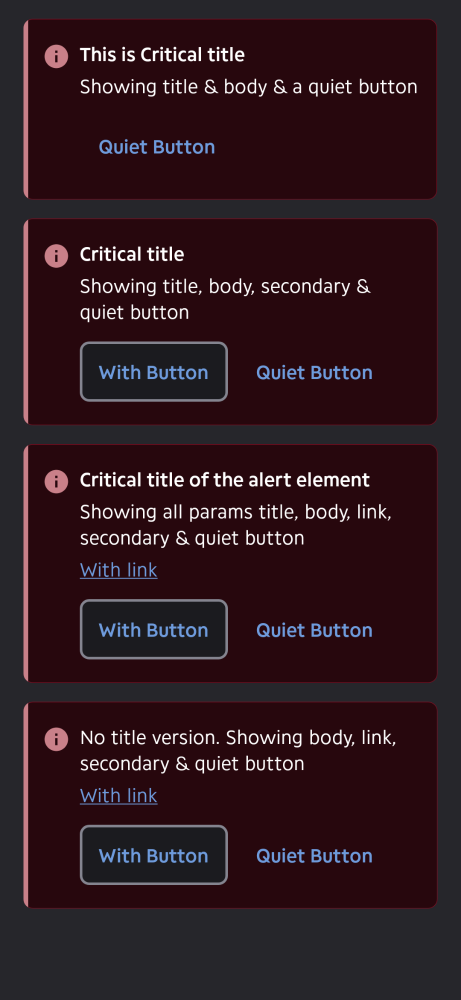 This is Critical title
Showing title & body & a quiet button
Quiet Button
Critical title
Showing title, body, secondary &
quiet button
With Button
Quiet Button
Critical title of the alert element
Showing all params title, body, link,
secondary & quiet button
With link
With Button
Quiet Button
No title version. Showing body, link,
secondary & quiet button
With link
With Button
Quiet Button